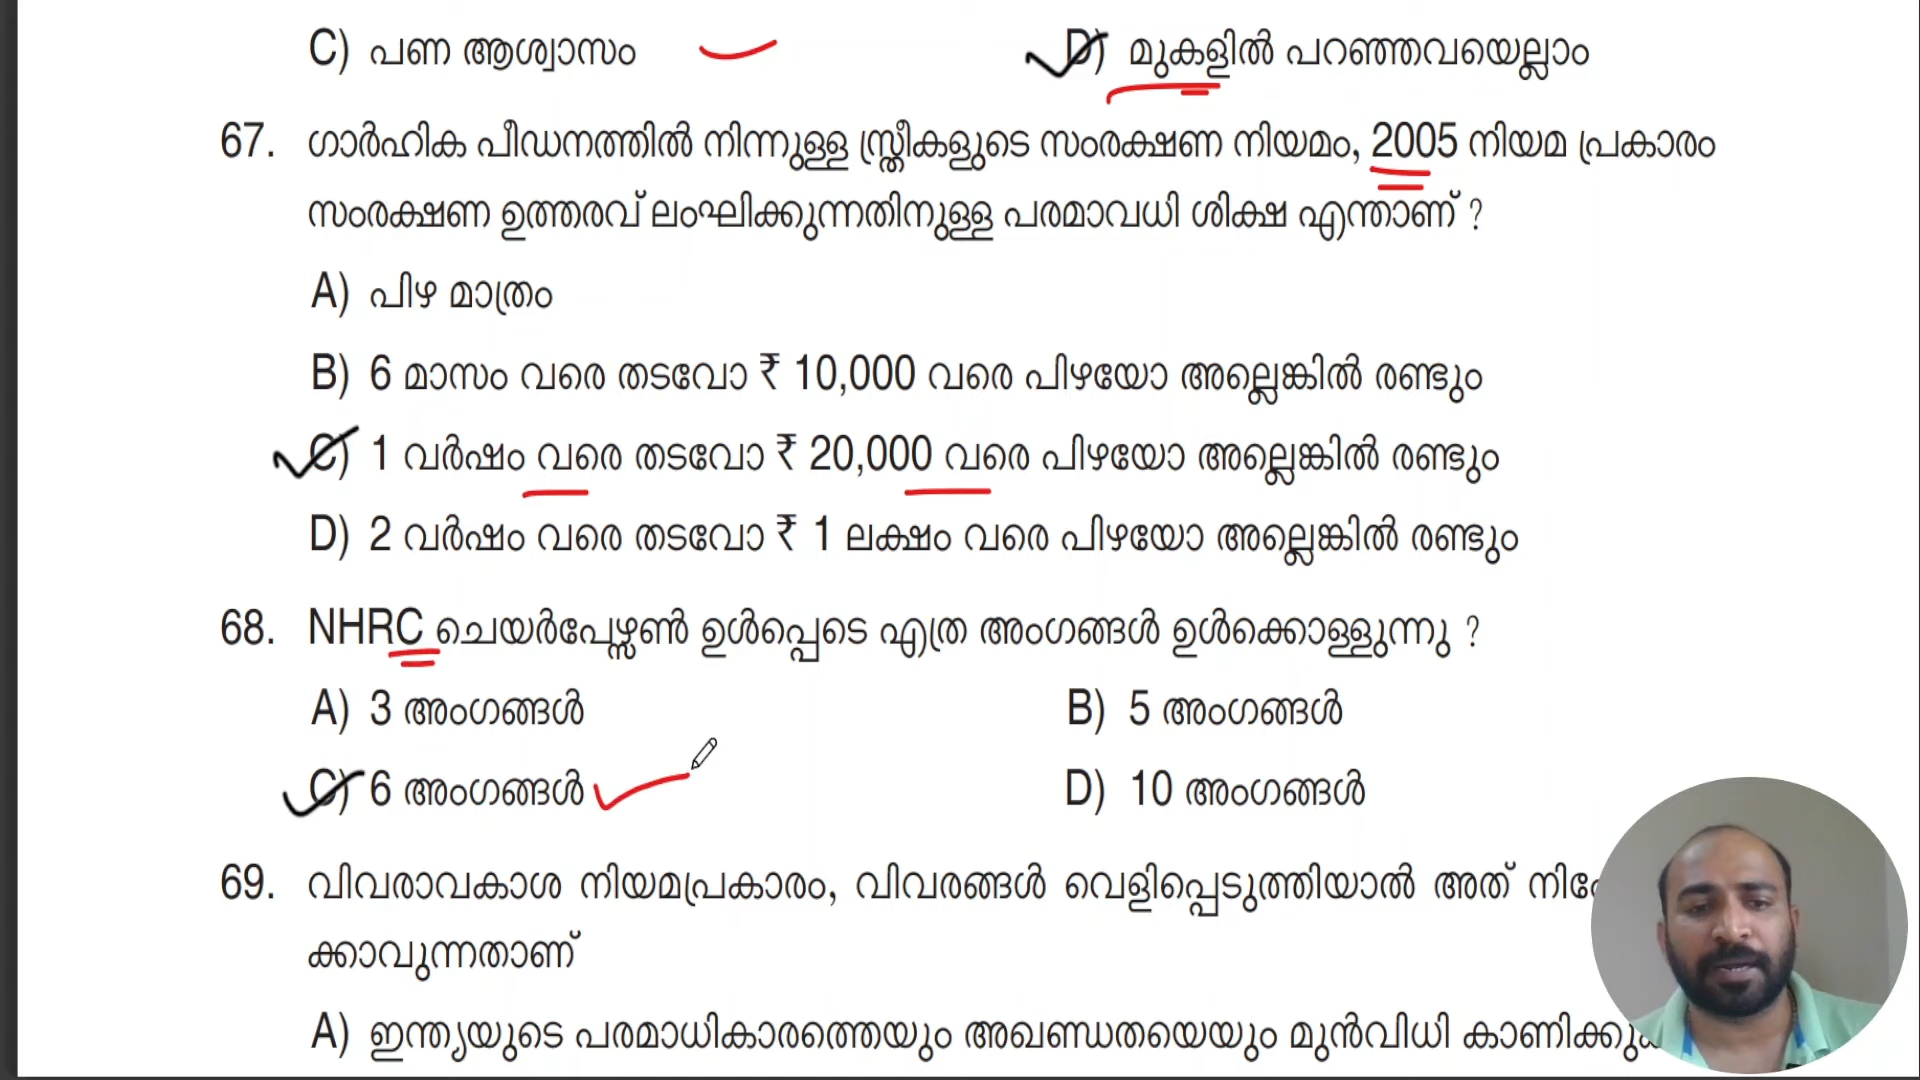 C) പണ ആശ്വാസം D) മുകളിൽ പറഞ്ഞവയെല്ലാം
67. ഗാർഹിക പീഡനത്തിൽ നിന്നുള്ള സ്ത്രീകളുടെ സംരക്ഷണ നിയമം, 2005 നിയമ പ്രകാരം
സംരക്ഷണ ഉത്തരവ് ലംഘിക്കുന്നതിനുള്ള പരമാവധി ശിക്ഷ എന്താണ് ?
A) പിഴ മാത്രം
B) 6 മാസം വരെ തടവോ ₹ 10,000 വരെ പിഴയോ അല്ലെങ്കിൽ രണ്ടും
C) 1 വർഷം വരെ തടവോ ₹ 20,000 വരെ പിഴയോ അല്ലെങ്കിൽ രണ്ടും
D) 2 വർഷം വരെ തടവോ ₹ 1 ലക്ഷം വരെ പിഴയോ അല്ലെങ്കിൽ രണ്ടും
68. NHRC ചെയർപേഴ്സൺ ഉൾപ്പെടെ എത്ര അംഗങ്ങൾ ഉൾക്കൊള്ളുന്നു ?
A) 3 അംഗങ്ങൾ B) 5 അംഗങ്ങൾ
C) 6 അംഗങ്ങൾ D) 10 അംഗങ്ങൾ
69. വിവരാവകാശ നിയമപ്രകാരം, വിവരങ്ങൾ വെളിപ്പെടുത്തിയാൽ അത്
ക്കാവുന്നതാണ്
A) ഇന്ത്യയുടെ പരമാധികാരത്തെയും അഖണ്ഡതയെയും മുൻവിധി